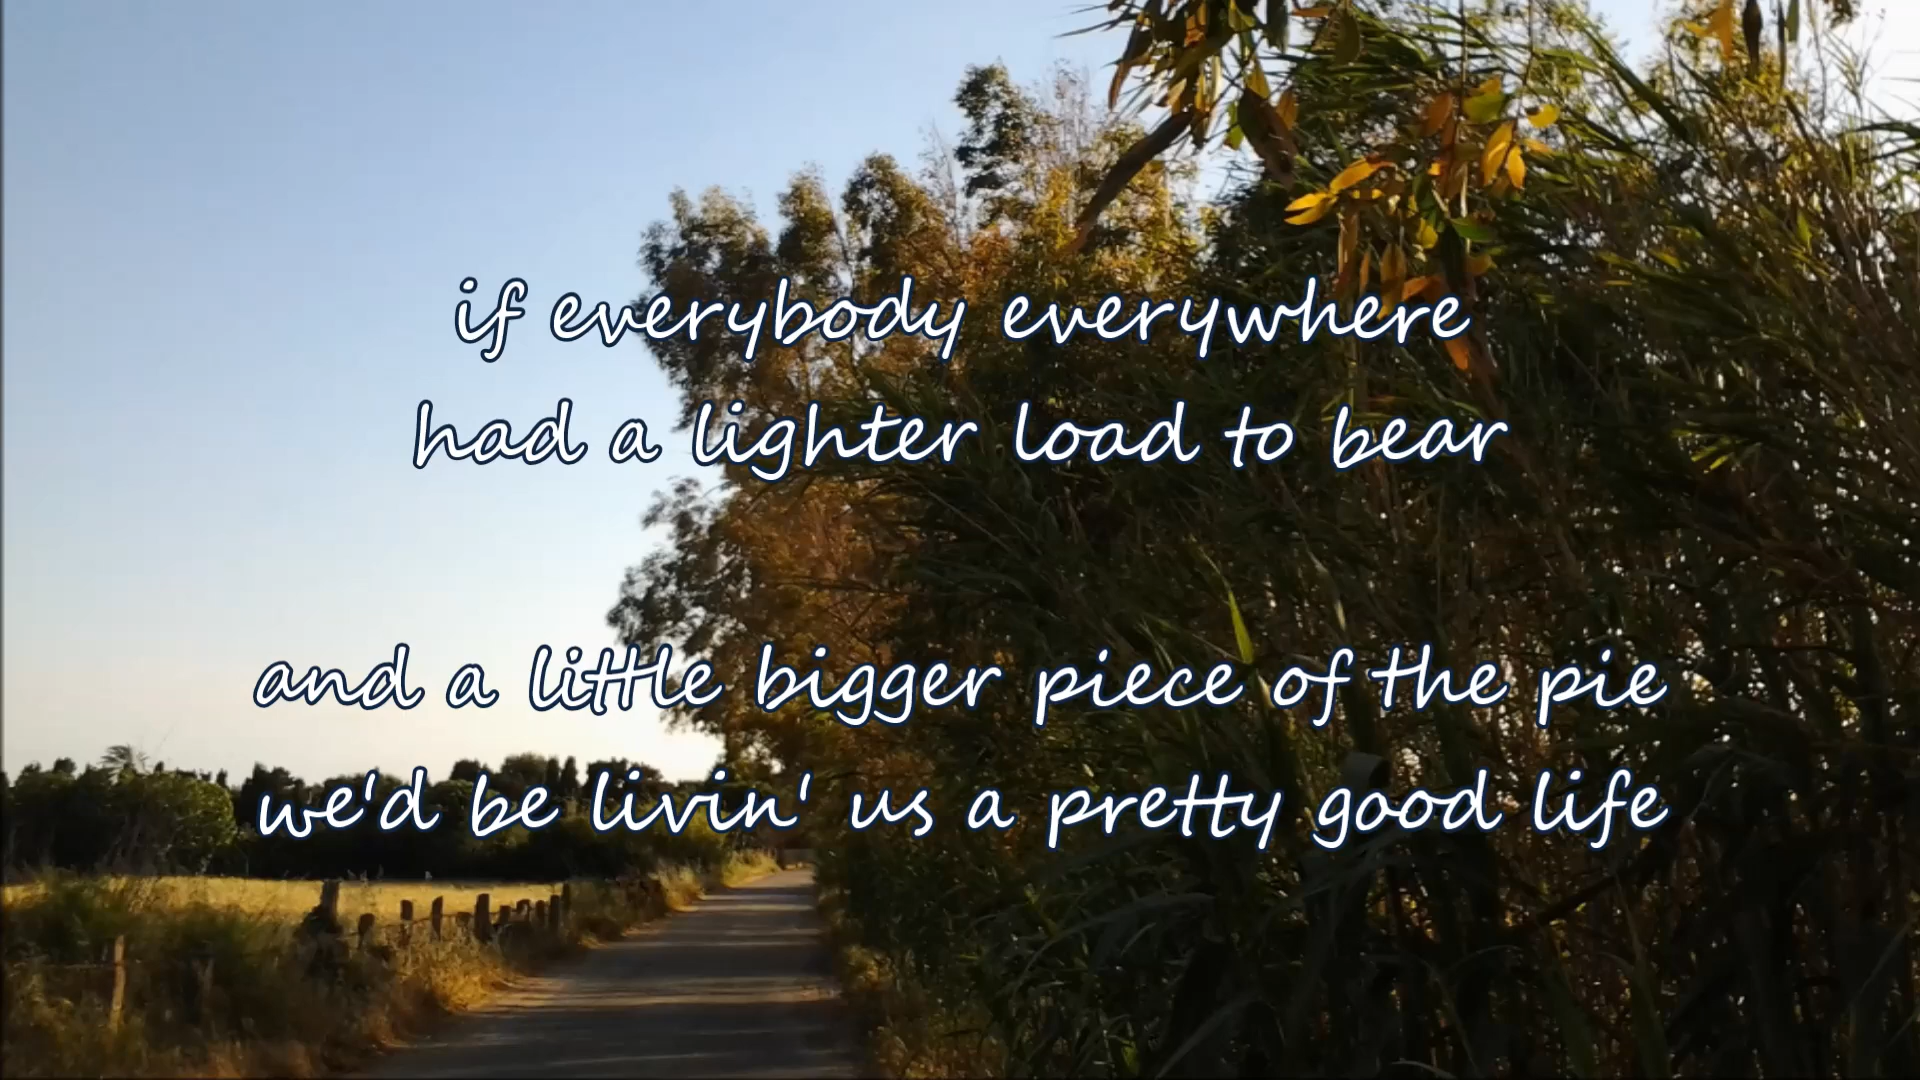 if everybody everywhere
had a lighter load to bear
and a little bigger piece of the pie
we'd be livin' us a pretty good life